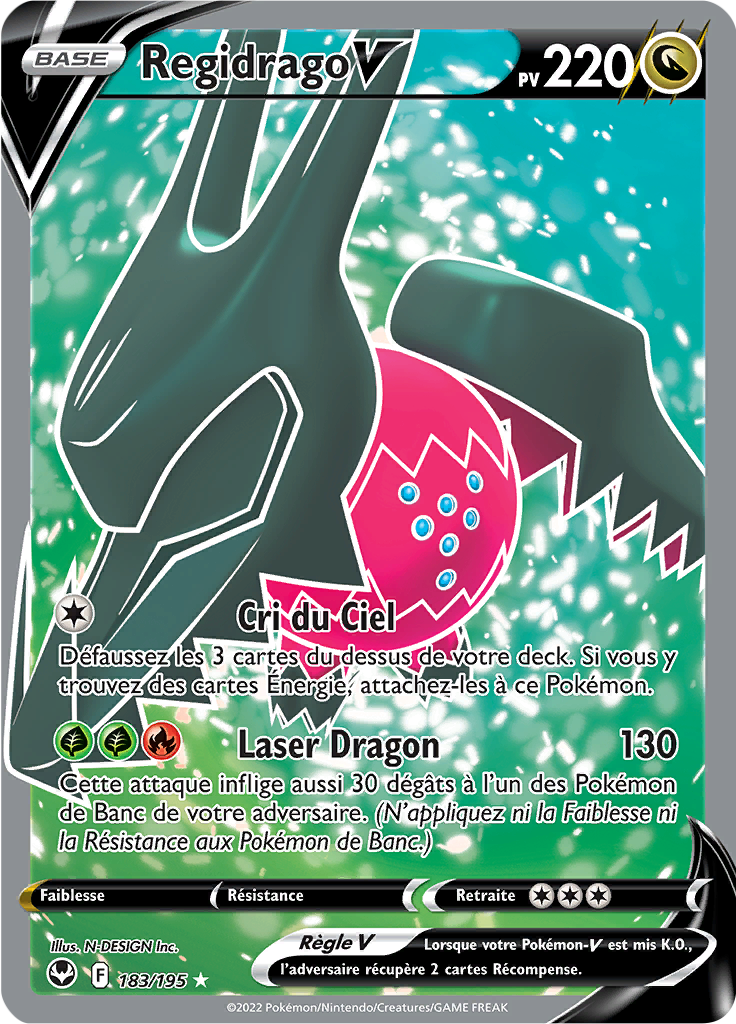 BASE RegidragoV PV220
Cri du Ciel
Défaussez les 3 cartes du dessus de votre deck. Si vous y
trouvez des cartes Énergie, attachez-les à ce Pokémon.
Laser Dragon 130
Cette attaque inflige aussi 30 dégâts à l'un des Pokémon
de Banc de votre adversaire. (N'appliquez ni la Faiblesse ni
la Résistance aux Pokémon de Banc.)
Faiblesse Résistance Retraite
Illus. N-DESIGN Inc.
Règle V Lorsque votre Pokémon-V est mis K.O.,
l'adversaire récupère 2 cartes Récompense.
F 183/195 ★
©2022 Pokémon/Nintendo/Creatures/GAME FREAK